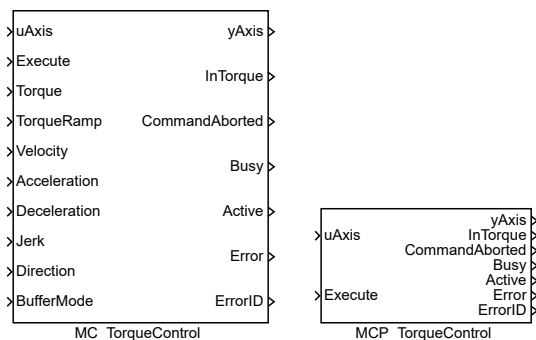 uAxis
Execute
Torque
TorqueRamp
Velocity
Acceleration
Deceleration
Jerk
Direction
BufferMode
yAxis
InTorque
CommandAborted
Busy
Active
Error
ErrorID
MC_TorqueControl
uAxis
Execute
yAxis
InTorque
CommandAborted
Busy
Active
Error
ErrorID
MCP_TorqueControl